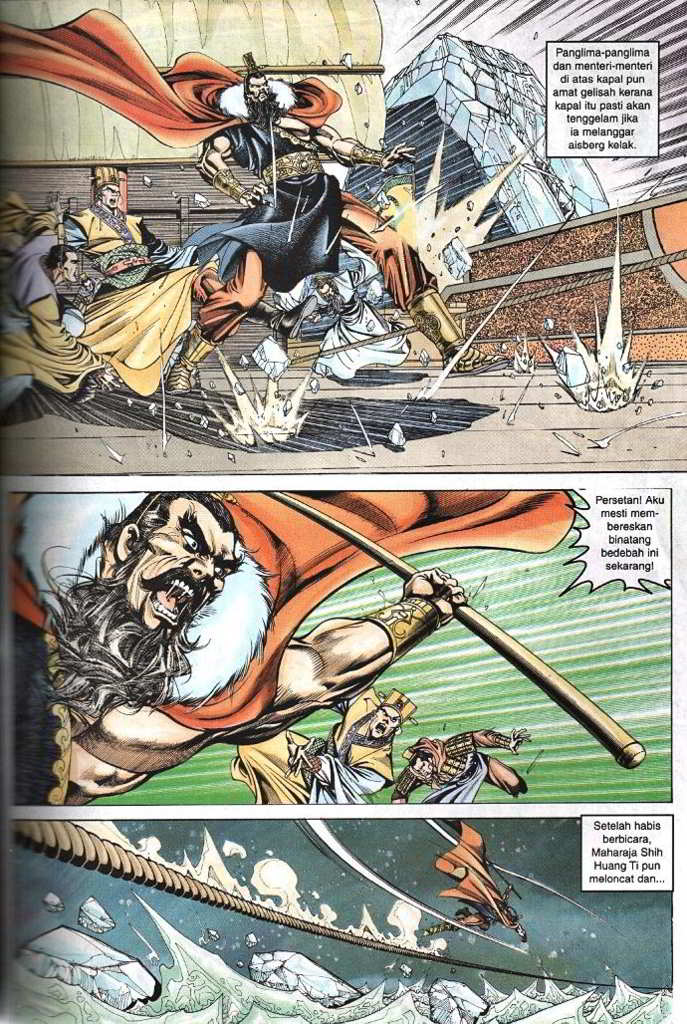 Panglima-panglima
dan menteri-menteri
di atas kapal pun
amat gelisah kerana
kapal itu pasti akan
tenggelam jika
ia melanggar
aisberg kelak.
Persetan! Aku
mesti mem-
bereskan
binatang
bedebah ini
sekarang!
Setelah habis
berbicara,
Maharaja Shih
Huang Ti pun
meloncat dan...